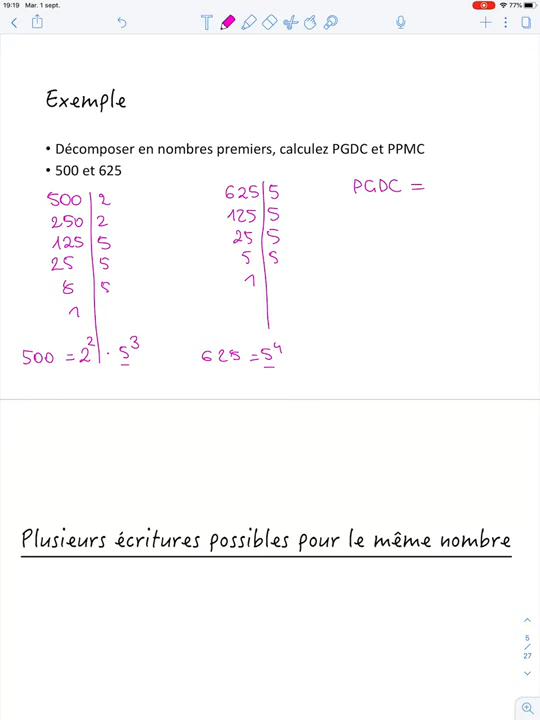 19:19 Mar. 1 sept.
77%
Exemple
• Décomposer en nombres premiers, calculez PGDC et PPMC
• 500 et 625
500 | 2
250 | 2
125 | 5
25 | 5
5 | 5
1
500 = 2² · 5³
625 | 5
125 | 5
25 | 5
5 | 5
1
625 = 5⁴
PGDC =
Plusieurs écritures possibles pour le même nombre
5
/
27